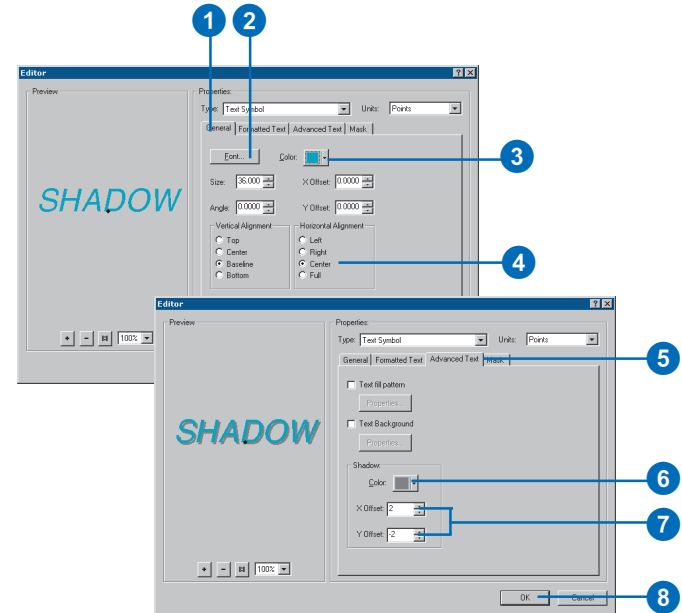 1 2
Editor
Preview
Properties:
Type: Text Symbol Units: Points
General Formatted Text Advanced Text Mask
Font... Color:
3
Size: 36.000 X Offset: 0.0000
SHADOW
Angle: 0.0000 Y Offset: 0.0000
Vertical Alignment Horizontal Alignment
Top Left
Center Right
Baseline Center
4
Bottom Full
100%
Editor
Preview
Properties:
Type: Text Symbol Units: Points
General Formatted Text Advanced Text Mask
5
Text fill pattern
Properties...
Text Background
SHADOW
Properties...
Shadow:
Color:
6
X Offset: 2
7
Y Offset: -2
100%
OK Cancel
8